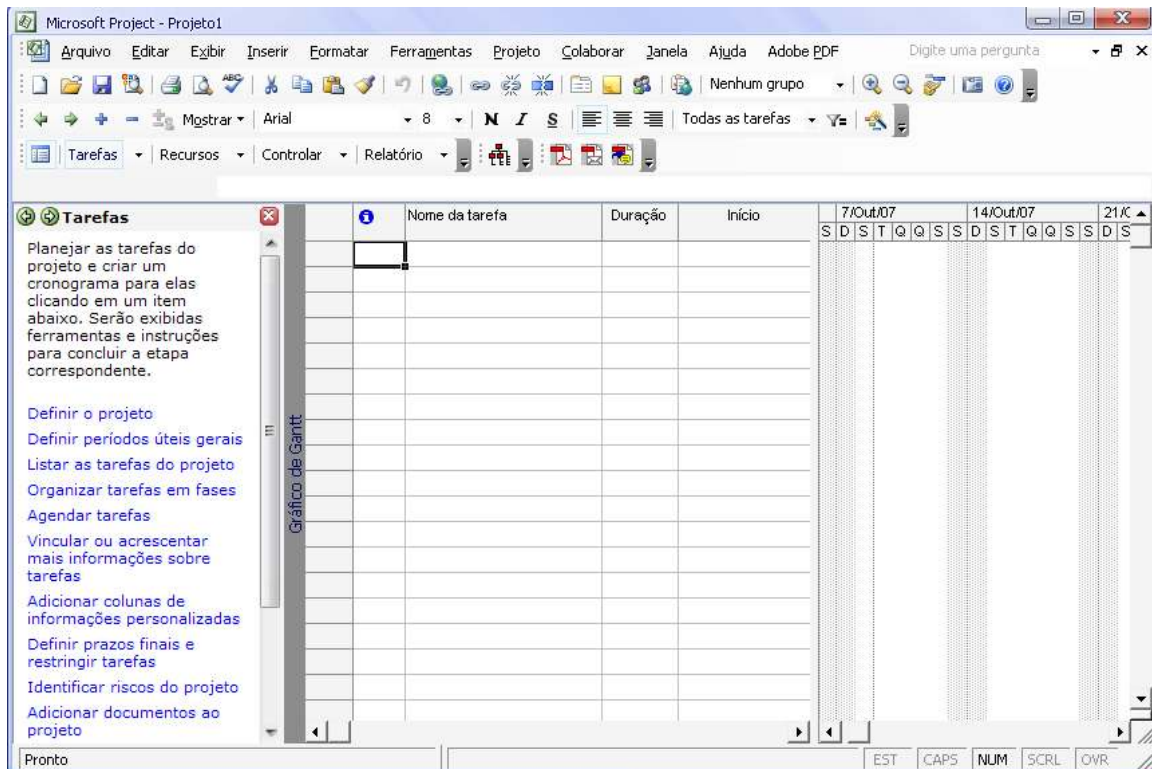 Microsoft Project - Projeto1
Arquivo Editar Exibir Inserir Formatar Ferramentas Projeto Colaborar Janela Ajuda Adobe PDF Digite uma pergunta
ABC Nenhum grupo
Mostrar Arial 8 N I S Todas as tarefas
Tarefas Recursos Controlar Relatório
Tarefas
Planejar as tarefas do
projeto e criar um
cronograma para elas
clicando em um item
abaixo. Serão exibidas
ferramentas e instruções
para concluir a etapa
correspondente.
Definir o projeto
Definir períodos úteis gerais
Listar as tarefas do projeto
Organizar tarefas em fases
Agendar tarefas
Vincular ou acrescentar
mais informações sobre
tarefas
Adicionar colunas de
informações personalizadas
Definir prazos finais e
restringir tarefas
Identificar riscos do projeto
Adicionar documentos ao
projeto
Gráfico de Gantt
Nome da tarefa Duração Início
7/Out/07 14/Out/07 21/
S D S T Q Q S S D S T Q Q S S D S
Pronto
EST CAPS NUM SCRL OVR